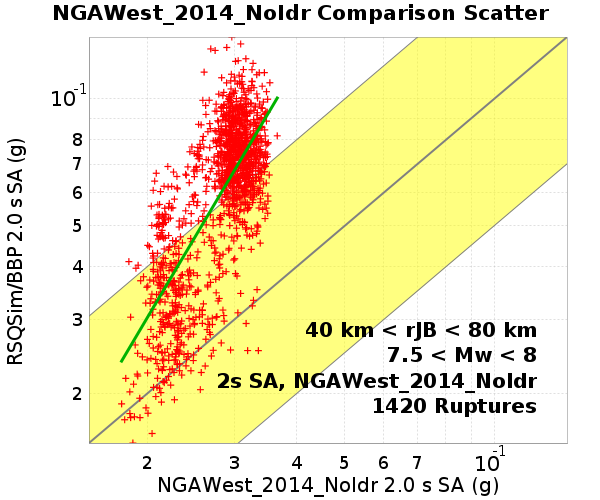 NGAWest_2014_NoIdr Comparison Scatter
RSQSim/BBP 2.0 s SA (g)
10⁻¹
8
7
6
5
4
3
2
40 km < rJB < 80 km
7.5 < Mw < 8
2s SA, NGAWest_2014_NoIdr
1420 Ruptures
2 3 4 5 6 7 10⁻¹
NGAWest_2014_NoIdr 2.0 s SA (g)